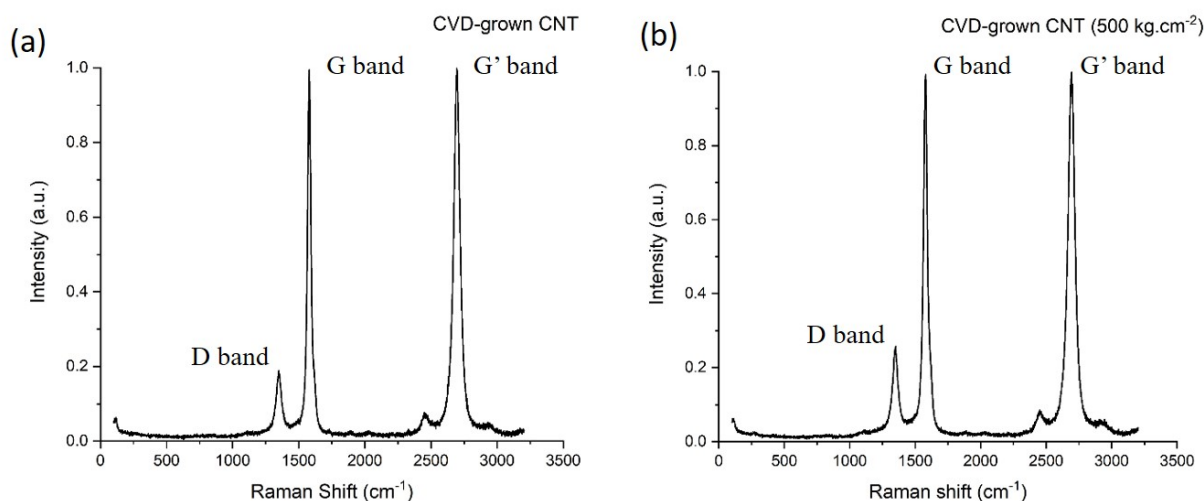 (a)
CVD-grown CNT
G band
G’ band
D band
Intensity (a.u.)
1.0
0.8
0.6
0.4
0.2
0.0
0 500 1000 1500 2000 2500 3000 3500
Raman Shift (cm⁻¹)
(b)
CVD-grown CNT (500 kg.cm⁻²)
G band
G’ band
D band
Intensity (a.u.)
1.0
0.8
0.6
0.4
0.2
0.0
0 500 1000 1500 2000 2500 3000 3500
Raman shift (cm⁻¹)